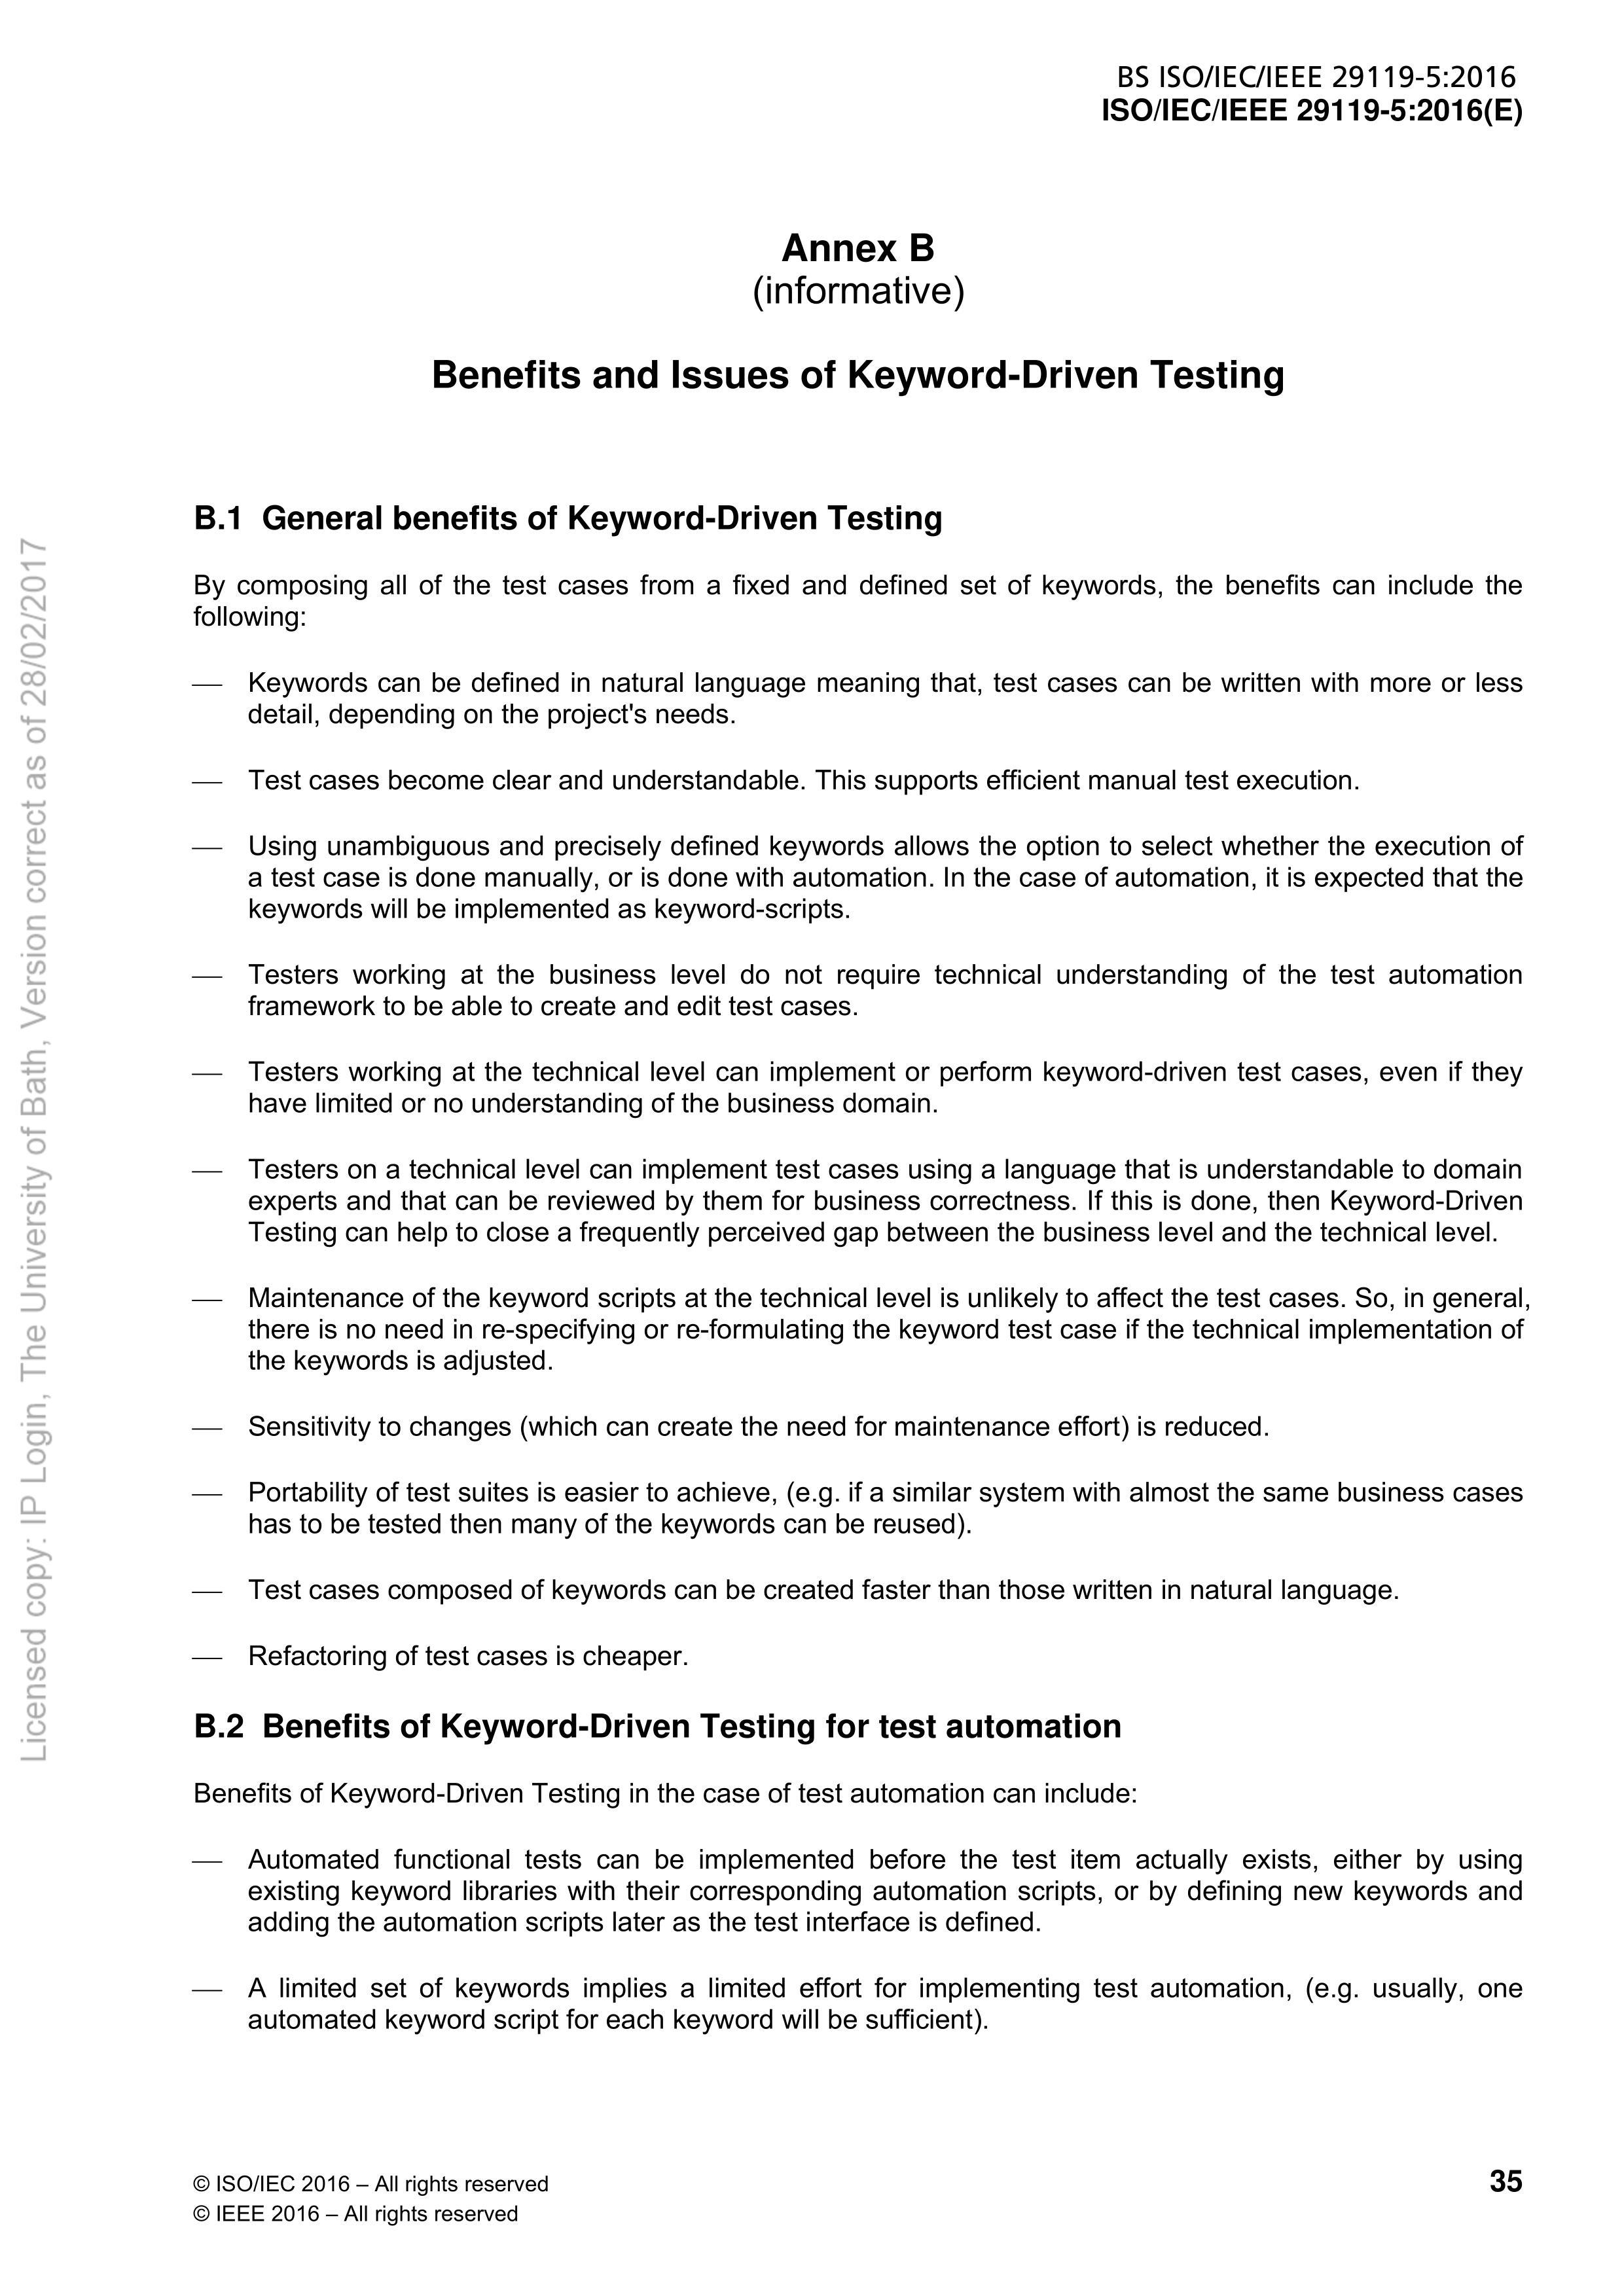 BS ISO/IEC/IEEE 29119-5:2016
ISO/IEC/IEEE 29119-5:2016(E)
Annex B
(informative)
Benefits and Issues of Keyword-Driven Testing
B.1 General benefits of Keyword-Driven Testing
By composing all of the test cases from a fixed and defined set of keywords, the benefits can include the
following:
— Keywords can be defined in natural language meaning that, test cases can be written with more or less
detail, depending on the project's needs.
— Test cases become clear and understandable. This supports efficient manual test execution.
— Using unambiguous and precisely defined keywords allows the option to select whether the execution of
a test case is done manually, or is done with automation. In the case of automation, it is expected that the
keywords will be implemented as keyword-scripts.
— Testers working at the business level do not require technical understanding of the test automation
framework to be able to create and edit test cases.
— Testers working at the technical level can implement or perform keyword-driven test cases, even if they
have limited or no understanding of the business domain.
— Testers on a technical level can implement test cases using a language that is understandable to domain
experts and that can be reviewed by them for business correctness. If this is done, then Keyword-Driven
Testing can help to close a frequently perceived gap between the business level and the technical level.
— Maintenance of the keyword scripts at the technical level is unlikely to affect the test cases. So, in general,
there is no need in re-specifying or re-formulating the keyword test case if the technical implementation of
the keywords is adjusted.
— Sensitivity to changes (which can create the need for maintenance effort) is reduced.
— Portability of test suites is easier to achieve, (e.g. if a similar system with almost the same business cases
has to be tested then many of the keywords can be reused).
— Test cases composed of keywords can be created faster than those written in natural language.
— Refactoring of test cases is cheaper.
B.2 Benefits of Keyword-Driven Testing for test automation
Benefits of Keyword-Driven Testing in the case of test automation can include:
— Automated functional tests can be implemented before the test item actually exists, either by using
existing keyword libraries with their corresponding automation scripts, or by defining new keywords and
adding the automation scripts later as the test interface is defined.
— A limited set of keywords implies a limited effort for implementing test automation, (e.g. usually, one
automated keyword script for each keyword will be sufficient).
© ISO/IEC 2016 – All rights reserved
© IEEE 2016 – All rights reserved
35
Licensed copy: IP Login, The University of Bath, Version correct as of 28/02/2017